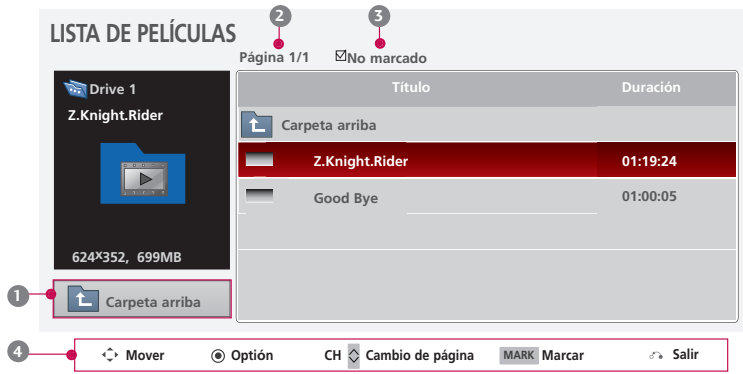 2 3
LISTA DE PELÍCULAS
Página 1/1 ☑No marcado
Drive 1
Z.Knight.Rider
624x352, 699MB
Título Duración
Carpeta arriba
Z.Knight.Rider 01:19:24
Good Bye 01:00:05
1 Carpeta arriba
4 Mover Optión CH Cambio de página MARK Marcar Salir